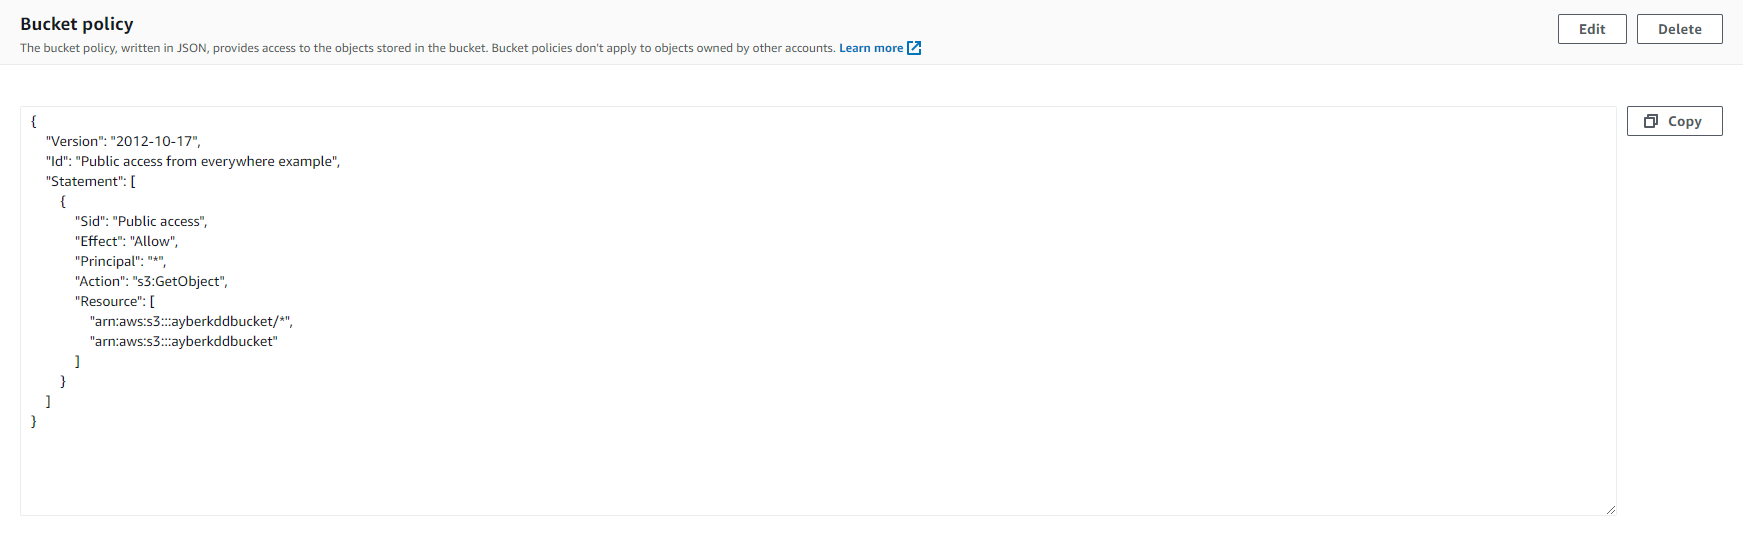 Bucket policy
Edit
Delete
The bucket policy, written in JSON, provides access to the objects stored in the bucket. Bucket policies don't apply to objects owned by other accounts. Learn more
Copy
{
    "Version": "2012-10-17",
    "Id": "Public access from everywhere example",
    "Statement": [
        {
            "Sid": "Public access",
            "Effect": "Allow",
            "Principal": "*",
            "Action": "s3:GetObject",
            "Resource": [
                "arn:aws:s3:::ayberkddbucket/*",
                "arn:aws:s3:::ayberkddbucket"
            ]
        }
    ]
}